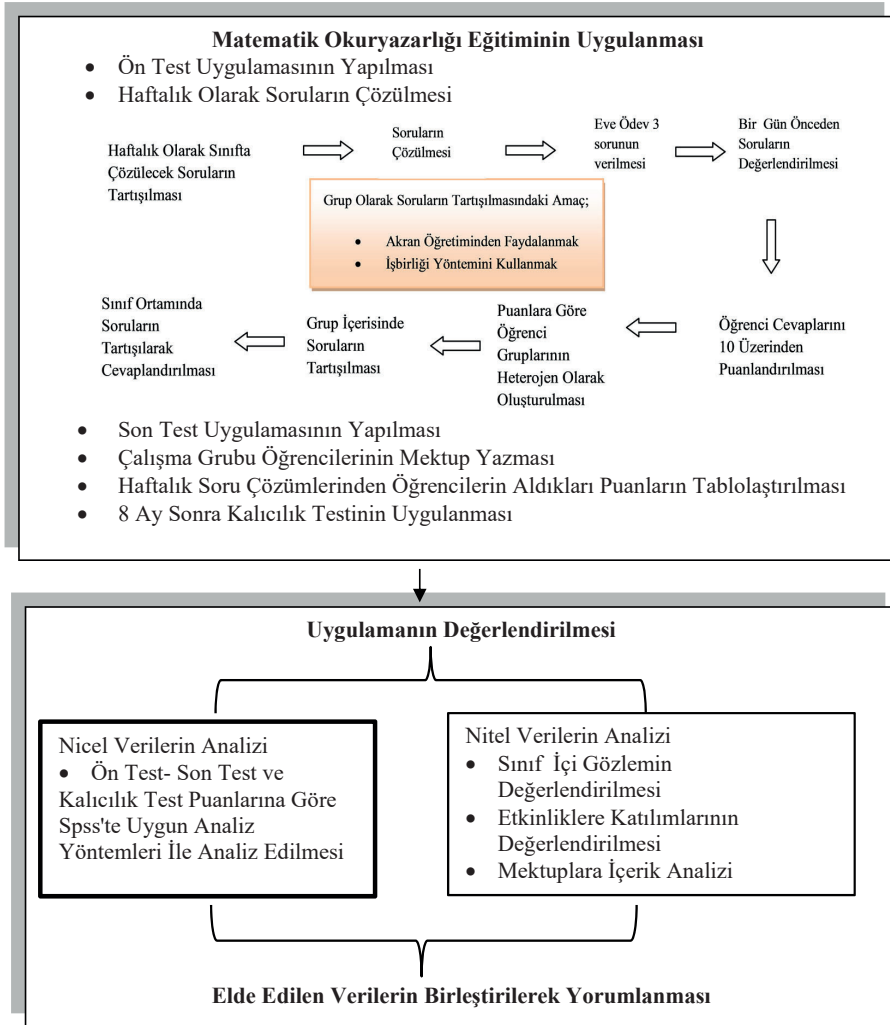 Matematik Okuryazarlığı Eğitiminin Uygulanması
• Ön Test Uygulamasının Yapılması
• Haftalık Olarak Soruların Çözülmesi
Haftalık Olarak Sınıfta
Çözülecek Soruların
Tartışılması
Soruların
Çözülmesi
Eve Ödev 3
sorunun
verilmesi
Bir Gün Önceden
Soruların
Değerlendirilmesi
Grup Olarak Soruların Tartışılmasındaki Amaç;
• Akran Öğretiminden Faydalanmak
• İşbirliği Yöntemini Kullanmak
Öğrenci Cevaplarını
10 Üzerinden
Puanlandırılması
Puanlara Göre
Öğrenci
Gruplarının
Heterojen Olarak
Oluşturulması
Grup İçerisinde
Soruların
Tartışılması
Sınıf Ortamında
Soruların
Tartışılarak
Cevaplandırılması
• Son Test Uygulamasının Yapılması
• Çalışma Grubu Öğrencilerinin Mektup Yazması
• Haftalık Soru Çözümlerinden Öğrencilerin Aldıkları Puanların Tablolaştırılması
• 8 Ay Sonra Kalıcılık Testinin Uygulanması
Uygulamanın Değerlendirilmesi
Nicel Verilerin Analizi
• Ön Test- Son Test ve
Kalıcılık Test Puanlarına Göre
Spss'te Uygun Analiz
Yöntemleri İle Analiz Edilmesi
Nitel Verilerin Analizi
• Sınıf İçi Gözlemin
Değerlendirilmesi
• Etkinliklere Katılımlarının
Değerlendirilmesi
• Mektuplara İçerik Analizi
Elde Edilen Verilerin Birleştirilerek Yorumlanması